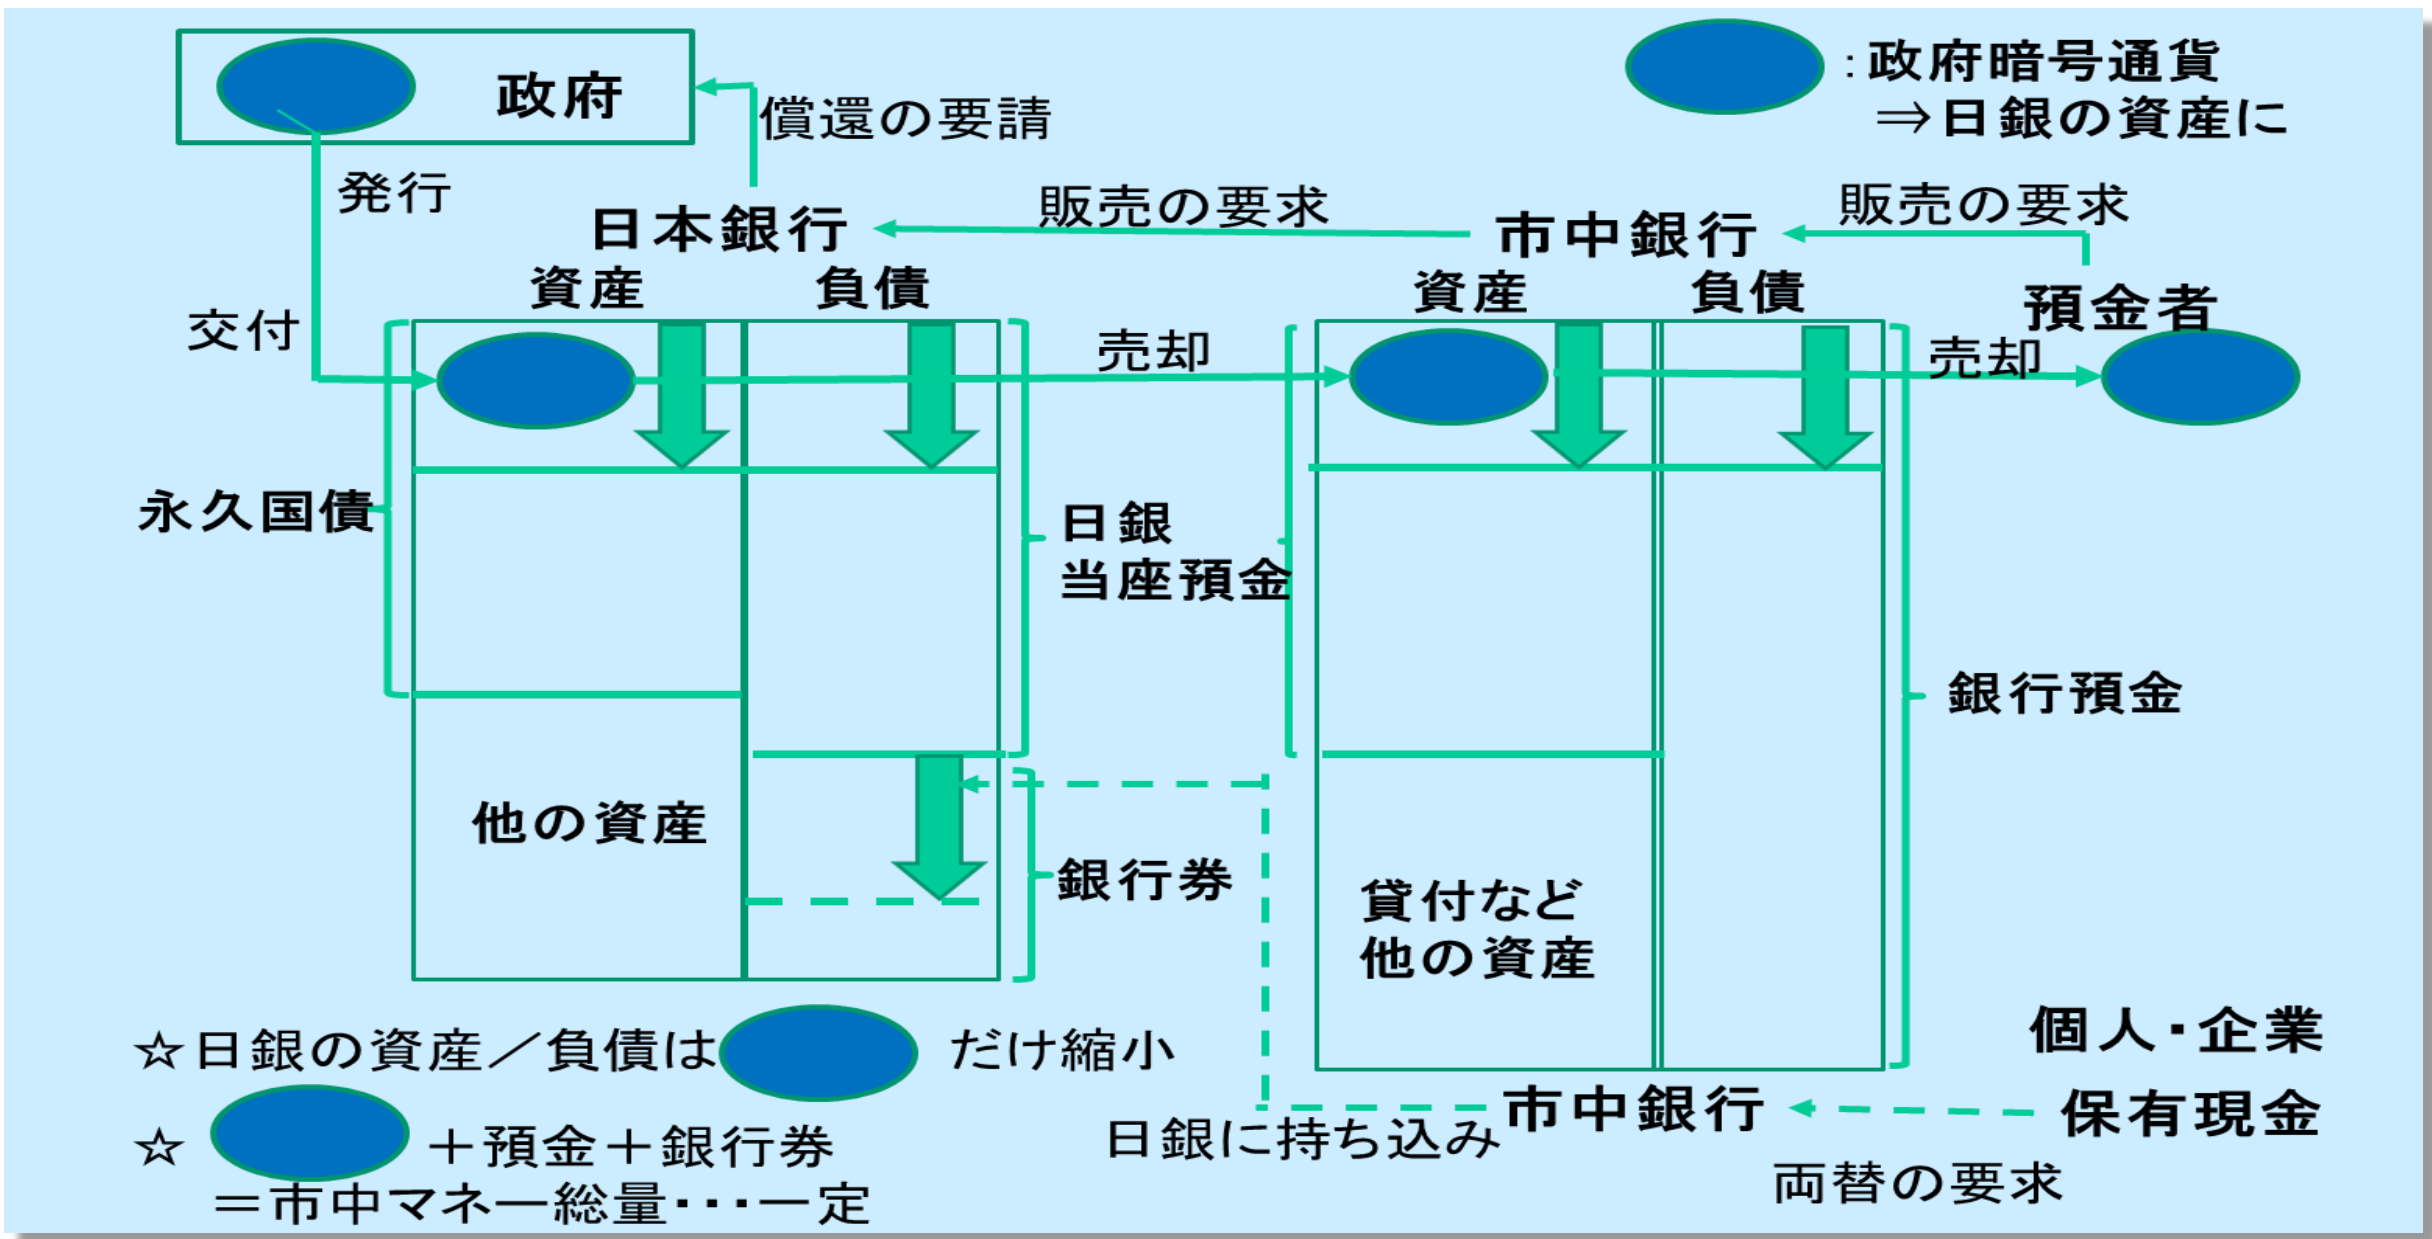 政府
:政府暗号通貨
⇒日銀の資産に
償還の要請
発行
販売の要求
販売の要求
日本銀行
市中銀行
資産
負債
資産
負債
預金者
交付
売却
売却
永久国債
日銀
当座預金
銀行預金
他の資産
銀行券
貸付など
他の資産
個人・企業
保有現金
市中銀行
日銀に持ち込み
両替の要求
☆日銀の資産／負債は だけ縮小
☆ ＋預金＋銀行券
＝市中マネー総量・・・一定